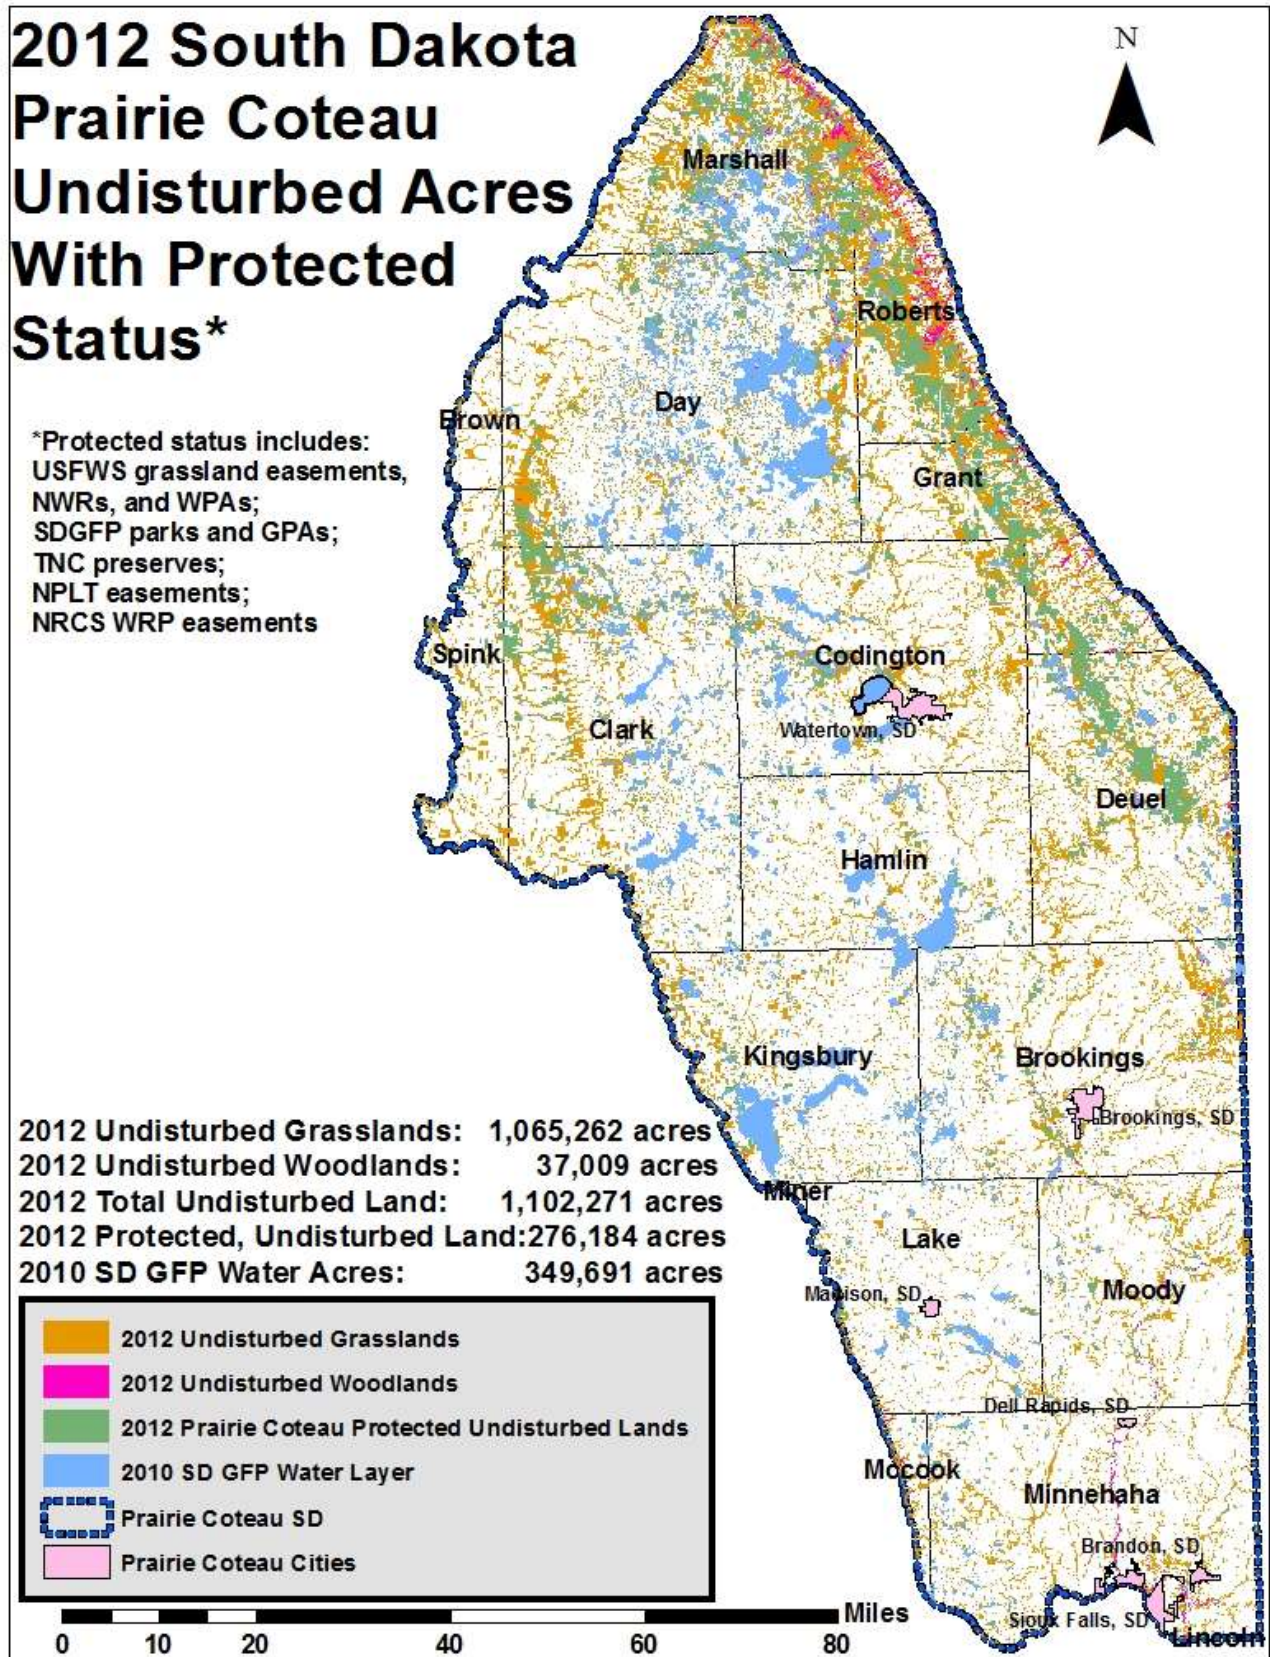 2012 South Dakota
Prairie Coteau
Undisturbed Acres
With Protected
Status*
N
*Protected status includes:
USFWS grassland easements,
NWRs, and WPAs;
SDGFP parks and GPAs;
TNC preserves;
NPLT easements;
NRCS WRP easements
Marshall
Roberts
Day
Brown
Grant
Spink
Codington
Clark
Watertown, SD
Deuel
Hamlin
Kingsbury
Brookings
Brookings, SD
Miner
Lake
Madison, SD
Moody
Dell Rapids, SD
Mccook
Minnehaha
Brandon, SD
Sioux Falls, SD
Lincoln
2012 Undisturbed Grasslands: 1,065,262 acres
2012 Undisturbed Woodlands: 37,009 acres
2012 Total Undisturbed Land: 1,102,271 acres
2012 Protected, Undisturbed Land:276,184 acres
2010 SD GFP Water Acres: 349,691 acres
2012 Undisturbed Grasslands
2012 Undisturbed Woodlands
2012 Prairie Coteau Protected Undisturbed Lands
2010 SD GFP Water Layer
Prairie Coteau SD
Prairie Coteau Cities
Miles
0 10 20 40 60 80